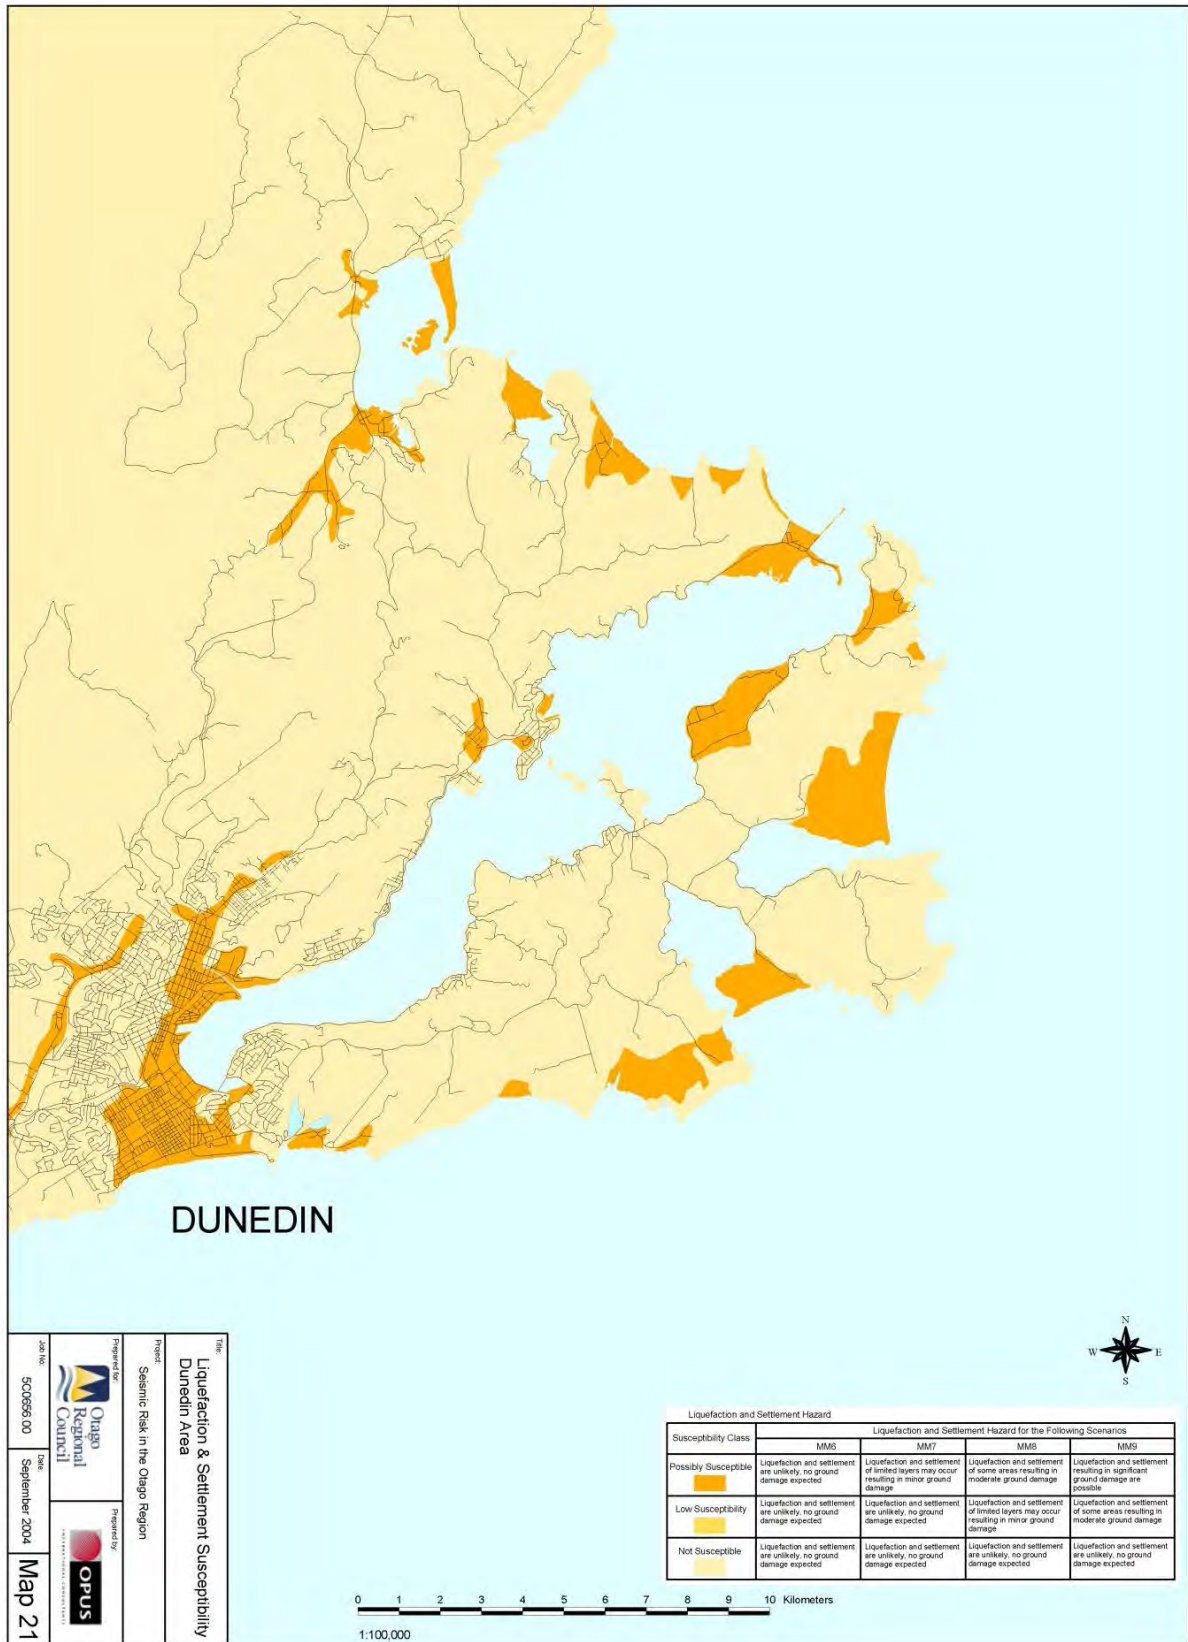 DUNEDIN
Title:
Liquefaction & Settlement Susceptibility
Dunedin Area
Project:
Seismic Risk in the Otago Region
Prepared for:
Otago
Regional
Council
Prepared by:
OPUS
INTERNATIONAL CONSULTANTS
Job No:
5C0656.00
Date:
September 2004
Map 21
N
W E
S
Liquefaction and Settlement Hazard
Susceptibility Class
Liquefaction and Settlement Hazard for the Following Scenarios
MM6 MM7 MM8 MM9
Possibly Susceptible
Liquefaction and settlement
are unlikely, no ground
damage expected
Liquefaction and settlement
of limited layers may occur
resulting in minor ground
damage
Liquefaction and settlement
of some areas resulting in
moderate ground damage
Liquefaction and settlement
resulting in significant
ground damage are
possible
Low Susceptibility
Liquefaction and settlement
are unlikely, no ground
damage expected
Liquefaction and settlement
are unlikely, no ground
damage expected
Liquefaction and settlement
of limited layers may occur
resulting in minor ground
damage
Liquefaction and settlement
of some areas resulting in
moderate ground damage
Not Susceptible
Liquefaction and settlement
are unlikely, no ground
damage expected
Liquefaction and settlement
are unlikely, no ground
damage expected
Liquefaction and settlement
are unlikely, no ground
damage expected
Liquefaction and settlement
are unlikely, no ground
damage expected
0 1 2 3 4 5 6 7 8 9 10 Kilometers
1:100,000